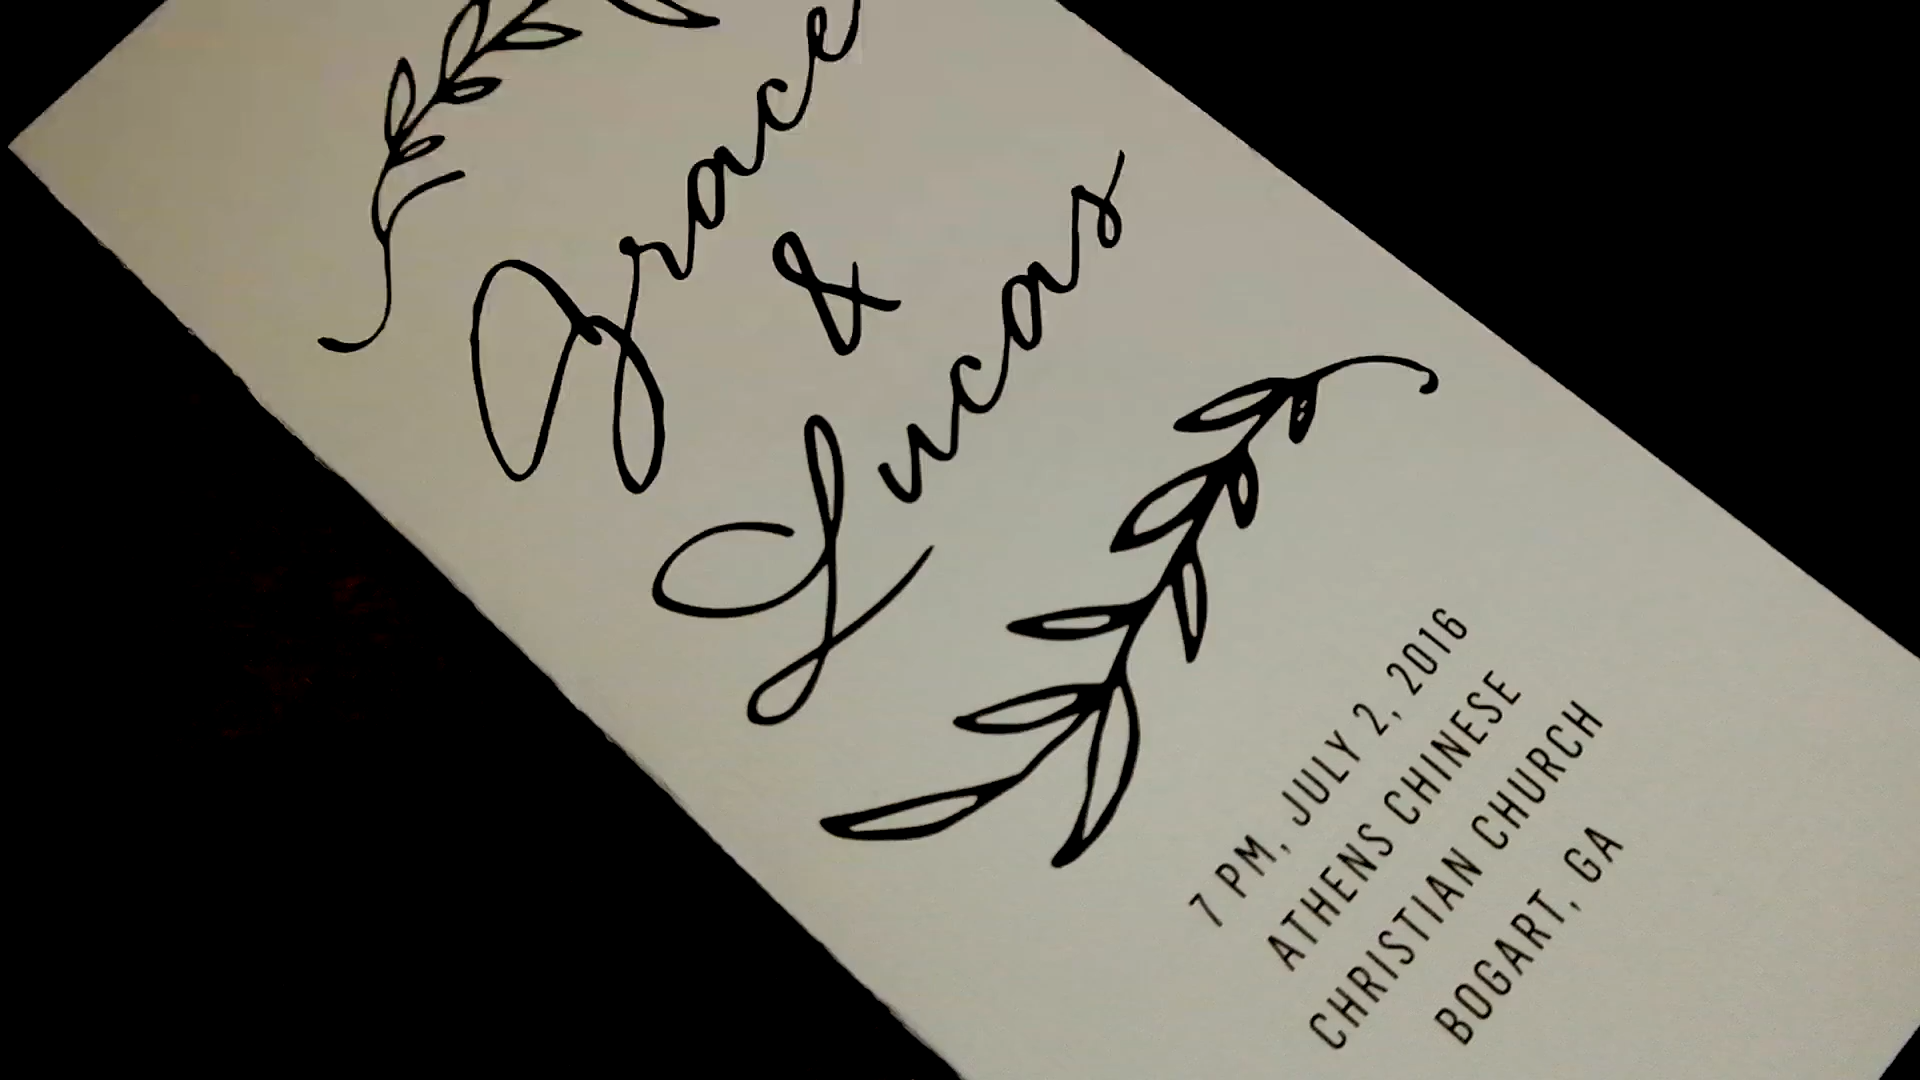 Grace
&
Lucas
7 PM, JULY 2, 2016
ATHENS CHINESE
CHRISTIAN CHURCH
BOGART, GA